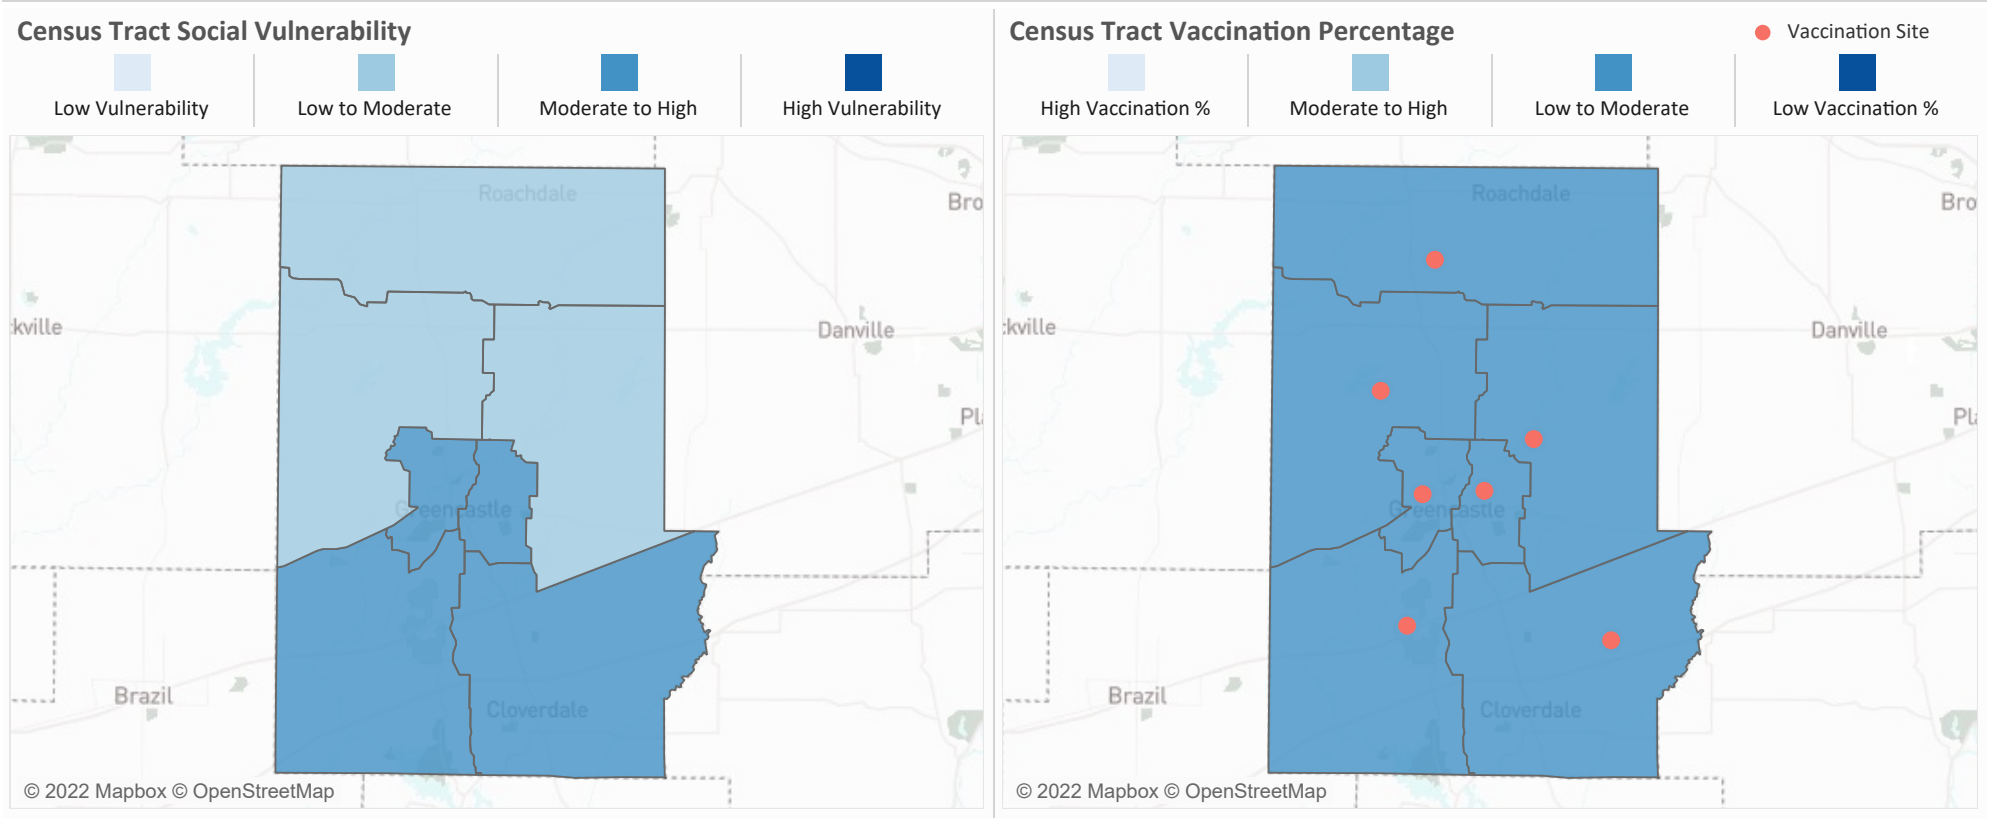 Census Tract Social Vulnerability
Low Vulnerability
Low to Moderate
Moderate to High
High Vulnerability
Roachdale
Bro
kville
Danville
Pla
Greencastle
Brazil
Cloverdale
© 2022 Mapbox © OpenStreetMap
Census Tract Vaccination Percentage
Vaccination Site
High Vaccination %
Moderate to High
Low to Moderate
Low Vaccination %
Roachdale
Bro
kville
Danville
Pla
Greencastle
Brazil
Cloverdale
© 2022 Mapbox © OpenStreetMap